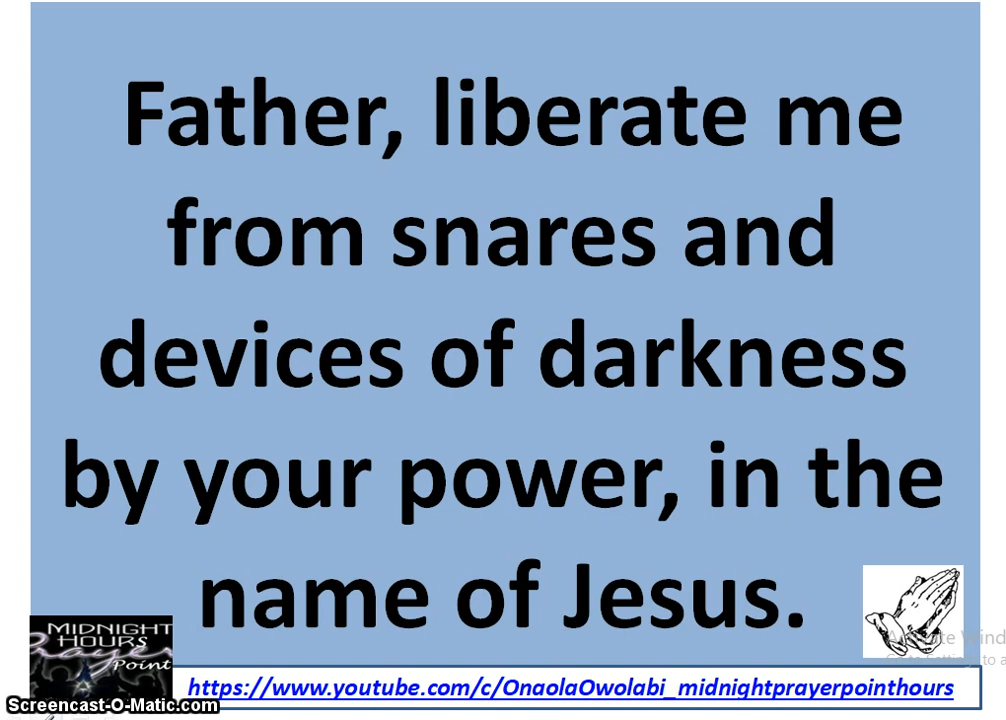 Father, liberate me
from snares and
devices of darkness
by your power, in the
name of Jesus.
MIDNIGHT
HOURS
Prayer
Point
https://www.youtube.com/c/OnaolaOwolabi_midnightprayerpointhours
Screencast-O-Matic.com